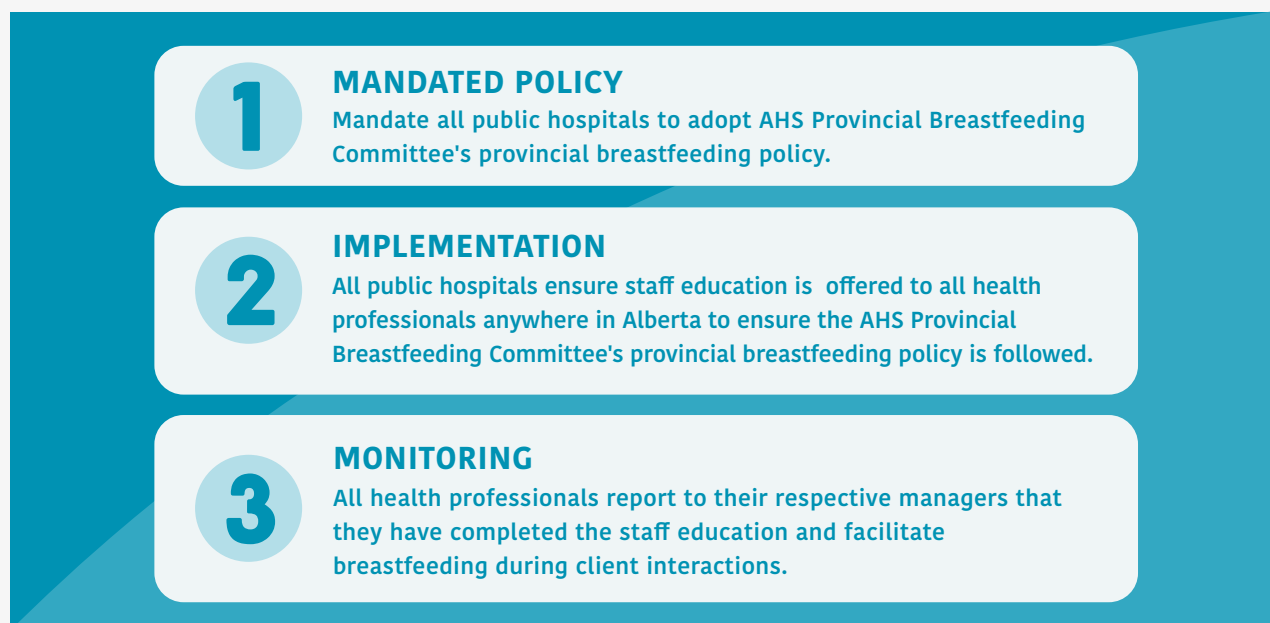 1
MANDATED POLICY
Mandate all public hospitals to adopt AHS Provincial Breastfeeding
Committee's provincial breastfeeding policy.
2
IMPLEMENTATION
All public hospitals ensure staff education is  offered to all health
professionals anywhere in Alberta to ensure the AHS Provincial
Breastfeeding Committee's provincial breastfeeding policy is followed.
3
MONITORING
All health professionals report to their respective managers that
they have completed the staff education and facilitate
breastfeeding during client interactions.